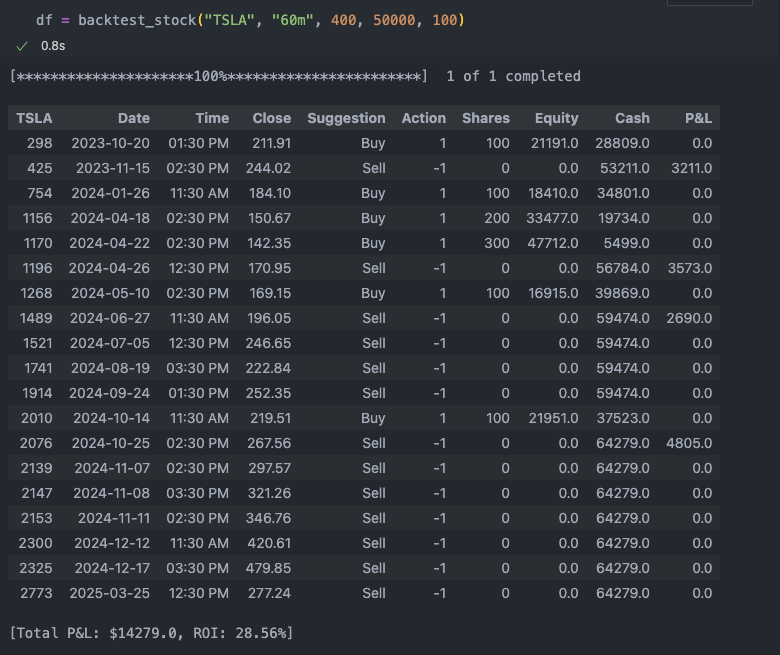 df = backtest_stock("TSLA", "60m", 400, 50000, 100)
✓ 0.8s
[*********************100%***********************] 1 of 1 completed
TSLA Date Time Close Suggestion Action Shares Equity Cash P&L
298 2023-10-20 01:30 PM 211.91 Buy 1 100 21191.0 28809.0 0.0
425 2023-11-15 02:30 PM 244.02 Sell -1 0 0.0 53211.0 3211.0
754 2024-01-26 11:30 AM 184.10 Buy 1 100 18410.0 34801.0 0.0
1156 2024-04-18 02:30 PM 150.67 Buy 1 200 33477.0 19734.0 0.0
1170 2024-04-22 02:30 PM 142.35 Buy 1 300 47712.0 5499.0 0.0
1196 2024-04-26 12:30 PM 170.95 Sell -1 0 0.0 56784.0 3573.0
1268 2024-05-10 02:30 PM 169.15 Buy 1 100 16915.0 39869.0 0.0
1489 2024-06-27 11:30 AM 196.05 Sell -1 0 0.0 59474.0 2690.0
1521 2024-07-05 12:30 PM 246.65 Sell -1 0 0.0 59474.0 0.0
1741 2024-08-19 03:30 PM 222.84 Sell -1 0 0.0 59474.0 0.0
1914 2024-09-24 01:30 PM 252.35 Sell -1 0 0.0 59474.0 0.0
2010 2024-10-14 11:30 AM 219.51 Buy 1 100 21951.0 37523.0 0.0
2076 2024-10-25 02:30 PM 267.56 Sell -1 0 0.0 64279.0 4805.0
2139 2024-11-07 02:30 PM 297.57 Sell -1 0 0.0 64279.0 0.0
2147 2024-11-08 03:30 PM 321.26 Sell -1 0 0.0 64279.0 0.0
2153 2024-11-11 02:30 PM 346.76 Sell -1 0 0.0 64279.0 0.0
2300 2024-12-12 11:30 AM 420.61 Sell -1 0 0.0 64279.0 0.0
2325 2024-12-17 03:30 PM 479.85 Sell -1 0 0.0 64279.0 0.0
2773 2025-03-25 12:30 PM 277.24 Sell -1 0 0.0 64279.0 0.0
[Total P&L: $14279.0, ROI: 28.56%]